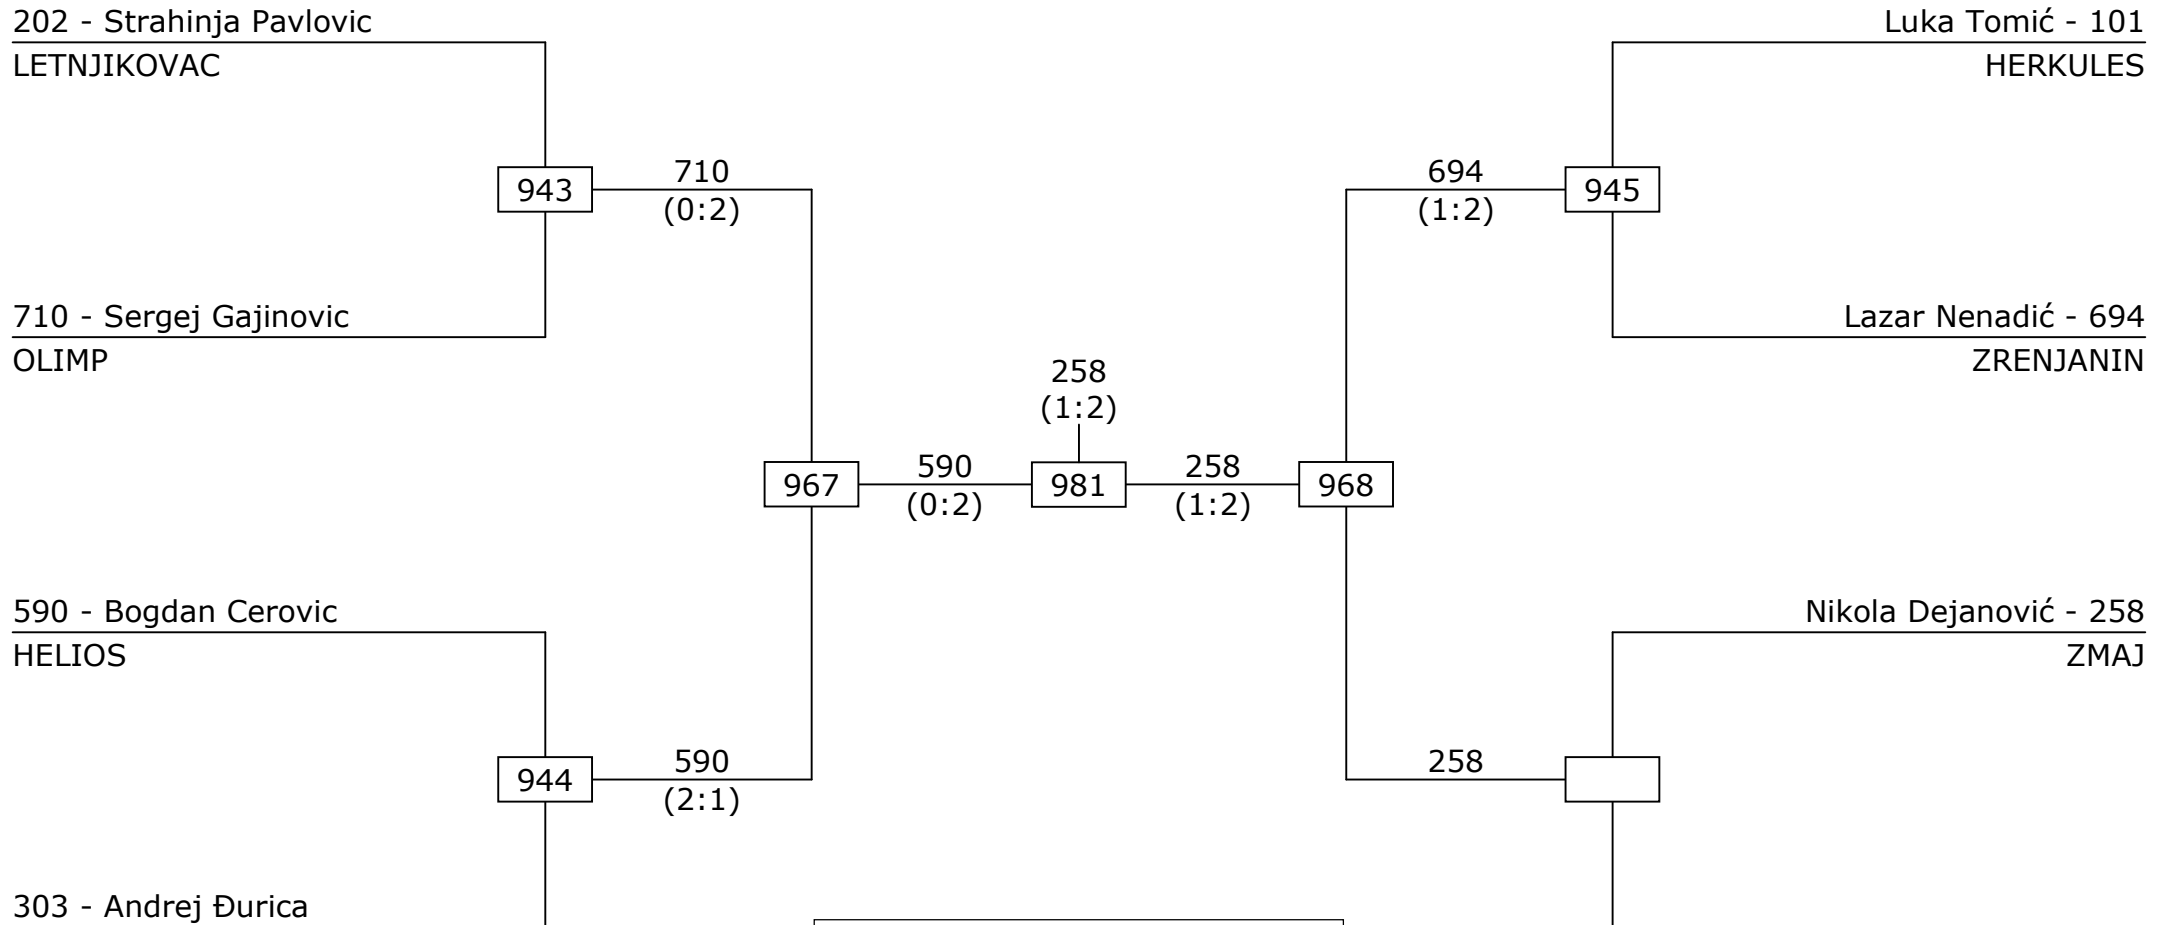 202 - Strahinja Pavlovic
LETNJIKOVAC
Luka Tomić - 101
HERKULES
943
710
(0:2)
694
(1:2)
945
710 - Sergej Gajinovic
OLIMP
Lazar Nenadić - 694
ZRENJANIN
258
(1:2)
967
590
(0:2)
981
258
(1:2)
968
590 - Bogdan Cerovic
HELIOS
Nikola Dejanović - 258
ZMAJ
944
590
(2:1)
258
303 - Andrej Đurica